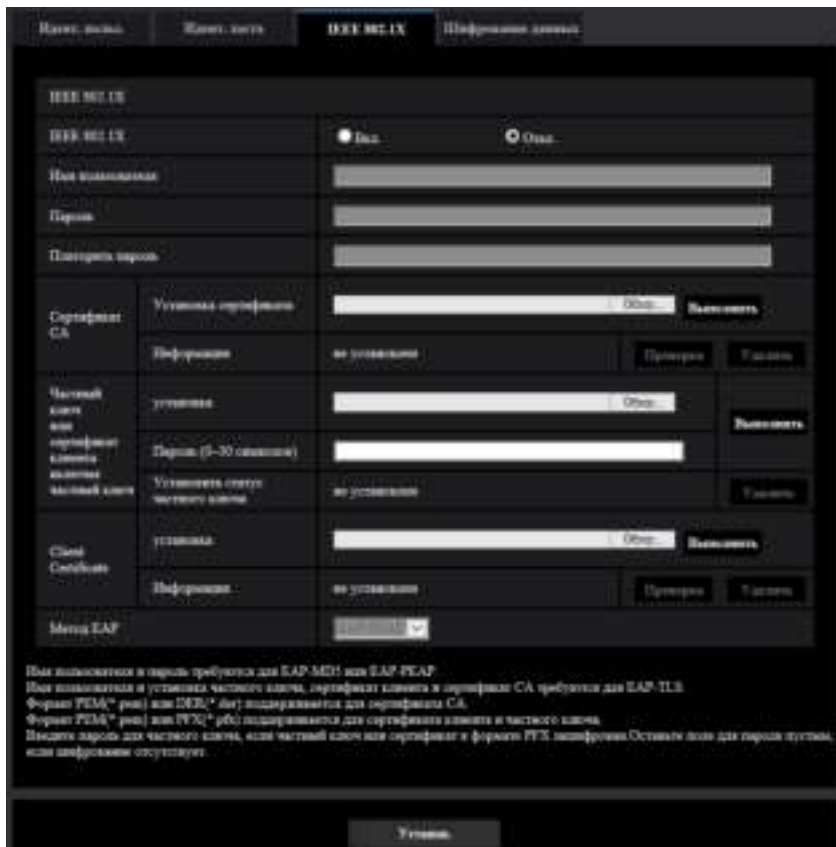 Идент. польз.
Идент. хоста
IEEE 802.1X
Шифрование данных
IEEE 802.1X
IEEE 802.1X
Вкл.
Откл.
Имя пользователя
Пароль
Повторить пароль
Сертификат
CA
Установка сертификата
Обзор...
Выполнить
Информация
не установлен
Проверка
Удалить
Частный
ключ
или
сертификат
клиента
включая
частный ключ
установка
Обзор...
Выполнить
Пароль (0–30 символов)
Установить статус
частного ключа
не установлен
Удалить
Client
Certificate
установка
Обзор...
Выполнить
Информация
не установлен
Проверка
Удалить
Метод EAP
Имя пользователя и пароль требуются для EAP-MD5 или EAP-PEAP.
Имя пользователя и установка частного ключа, сертификат клиента и сертификат CA требуются для EAP-TLS.
Формат PEM(*.pem) или DER(*.der) поддерживается для сертификата CA.
Формат PEM(*.pem) или PFX(*.pfx) поддерживается для сертификата клиента и частного ключа.
Введите пароль для частного ключа, если частный ключ или сертификат в формате PFX зашифрован.Оставьте поле для пароля пустым,
если шифрование отсутствует.
Установ.